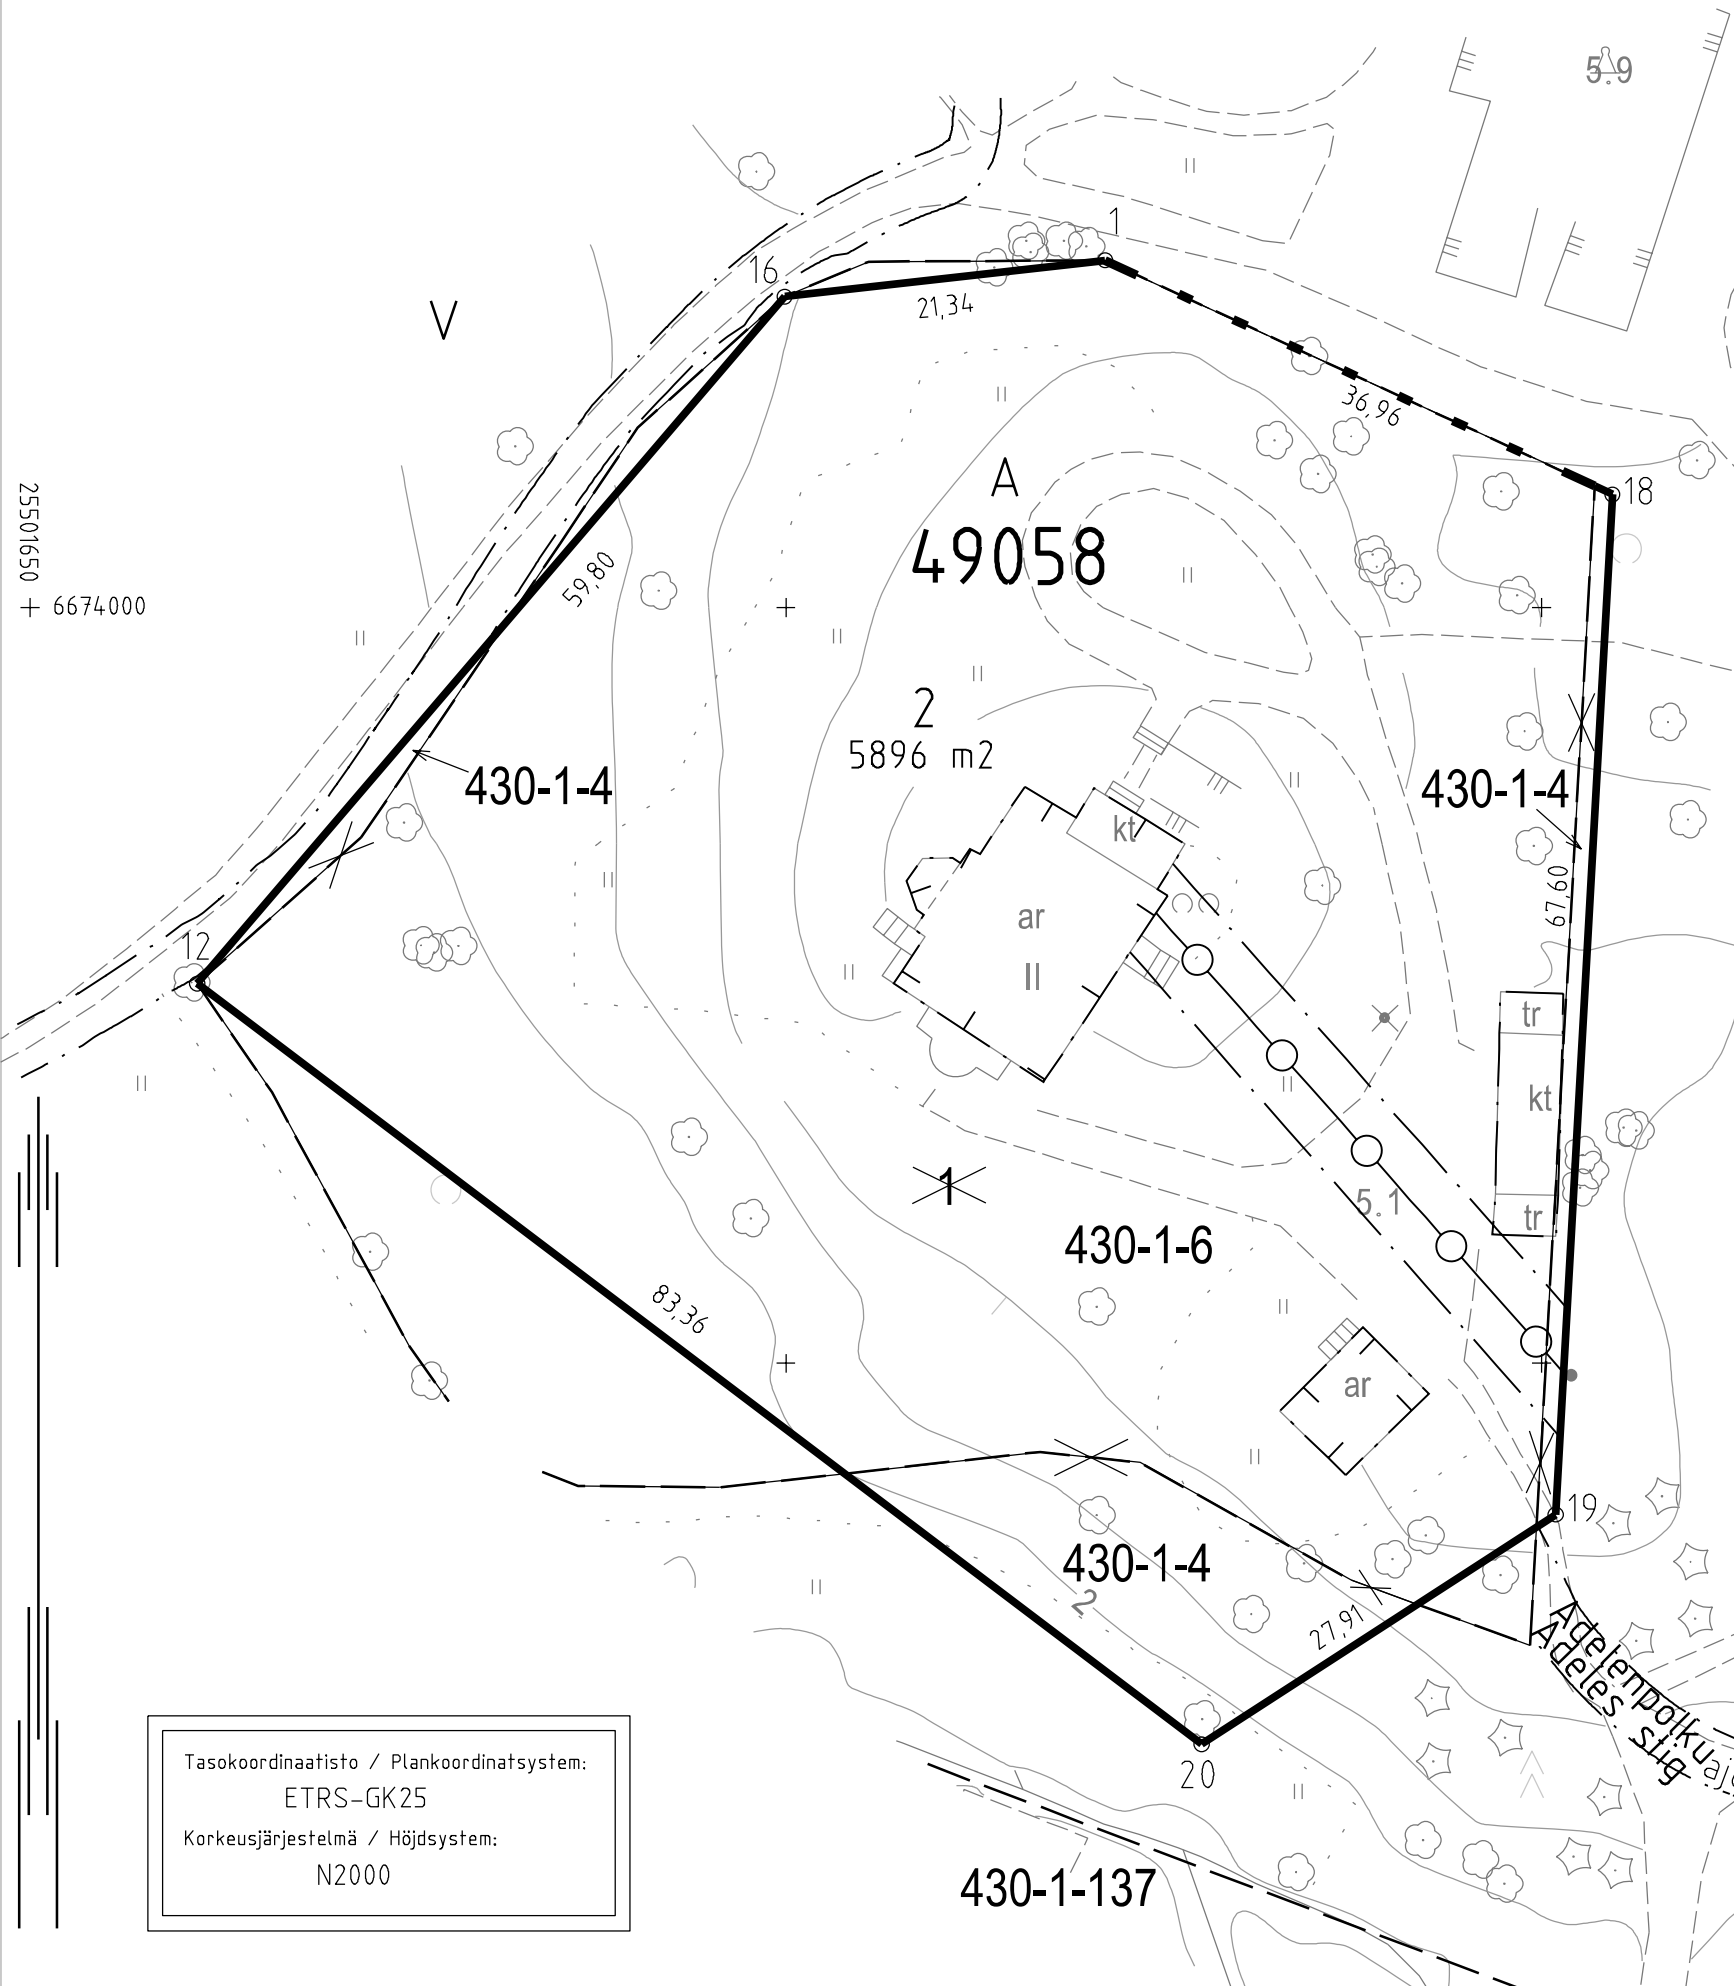 5.9
1
16
V
21,34
36,96
A
18
49058
25501650
6674000
59,80
2
5896 m2
430-1-4
430-1-4
kt
67,60
ar
II
12
tr
kt
1
5.1
tr
430-1-6
83,36
ar
19
430-1-4
2
27,91
Adelenpolku
Adeles stig
20
Tasokoordinaatisto / Plankoordinatsystem:
ETRS-GK25
Korkeusjärjestelmä / Höjdsystem:
N2000
430-1-137